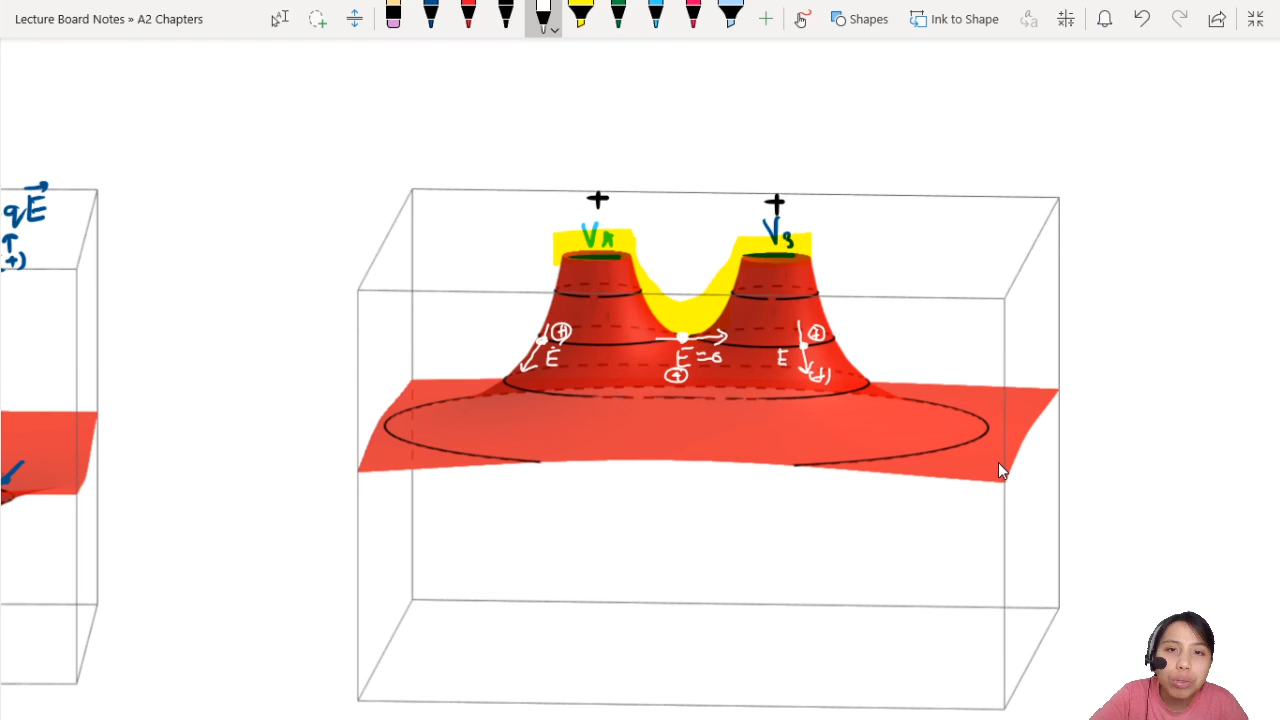 Lecture Board Notes » A2 Chapters
Shapes
Ink to Shape
qE
(+)
+
+
VA
VB
(+)
E
E=0
(+)
(+)
E
(+)